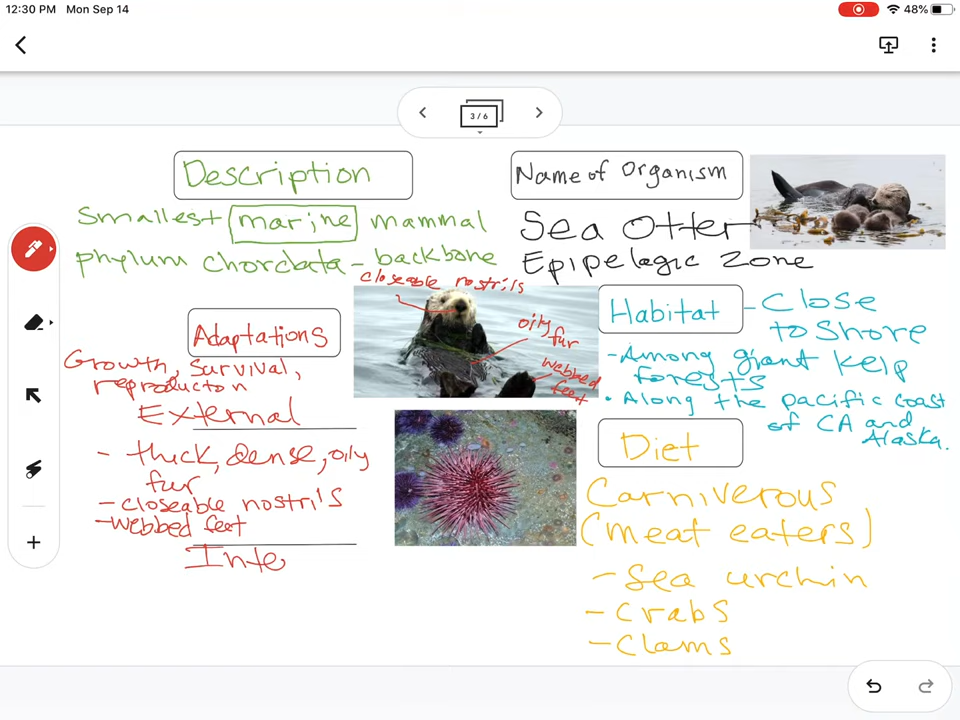 12:30 PM Mon Sep 14
48%
3 / 6
Description
Smallest marine mammal
phylum chordata - backbone
Name of Organism
Sea Otter
Epipelagic Zone
closeable nostrils
oily fur
webbed feet
Adaptations
Growth, Survival,
reproducton
External
- thick, dense, oily
fur
- closeable nostrils
- webbed feet
Inte
Habitat - Close
to Shore
- Among giant Kelp
forests
• Along the pacific coast
of CA and
Alaska.
Diet
Carniverous
(meat eaters)
- Sea urchin
- Crabs
- Clams